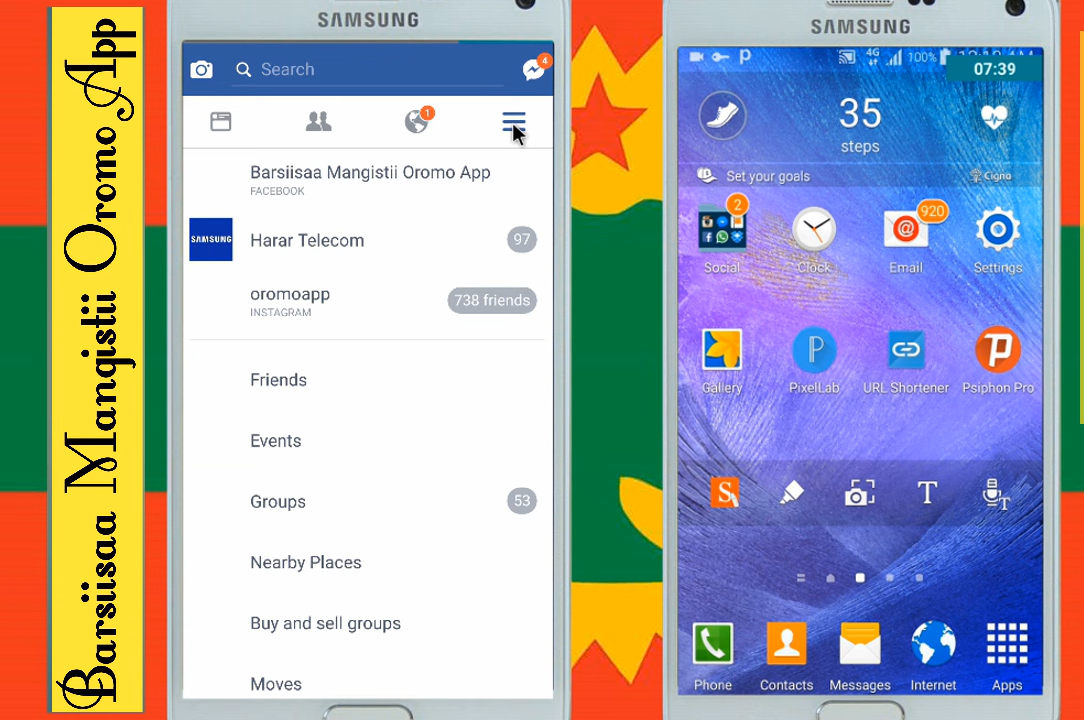 Barsiisaa Mangistii Oromo App
SAMSUNG
Search
4
1
Barsiisaa Mangistii Oromo App
FACEBOOK
SAMSUNG
Harar Telecom
97
oromoapp
INSTAGRAM
738 friends
Friends
Events
Groups
53
Nearby Places
Buy and sell groups
Moves
SAMSUNG
4G
100%
07:39
35
steps
Set your goals
Cigna
2
920
Social
Clock
Email
Settings
Gallery
PixelLab
URL Shortener
Psiphon Pro
T
Phone
Contacts
Messages
Internet
Apps